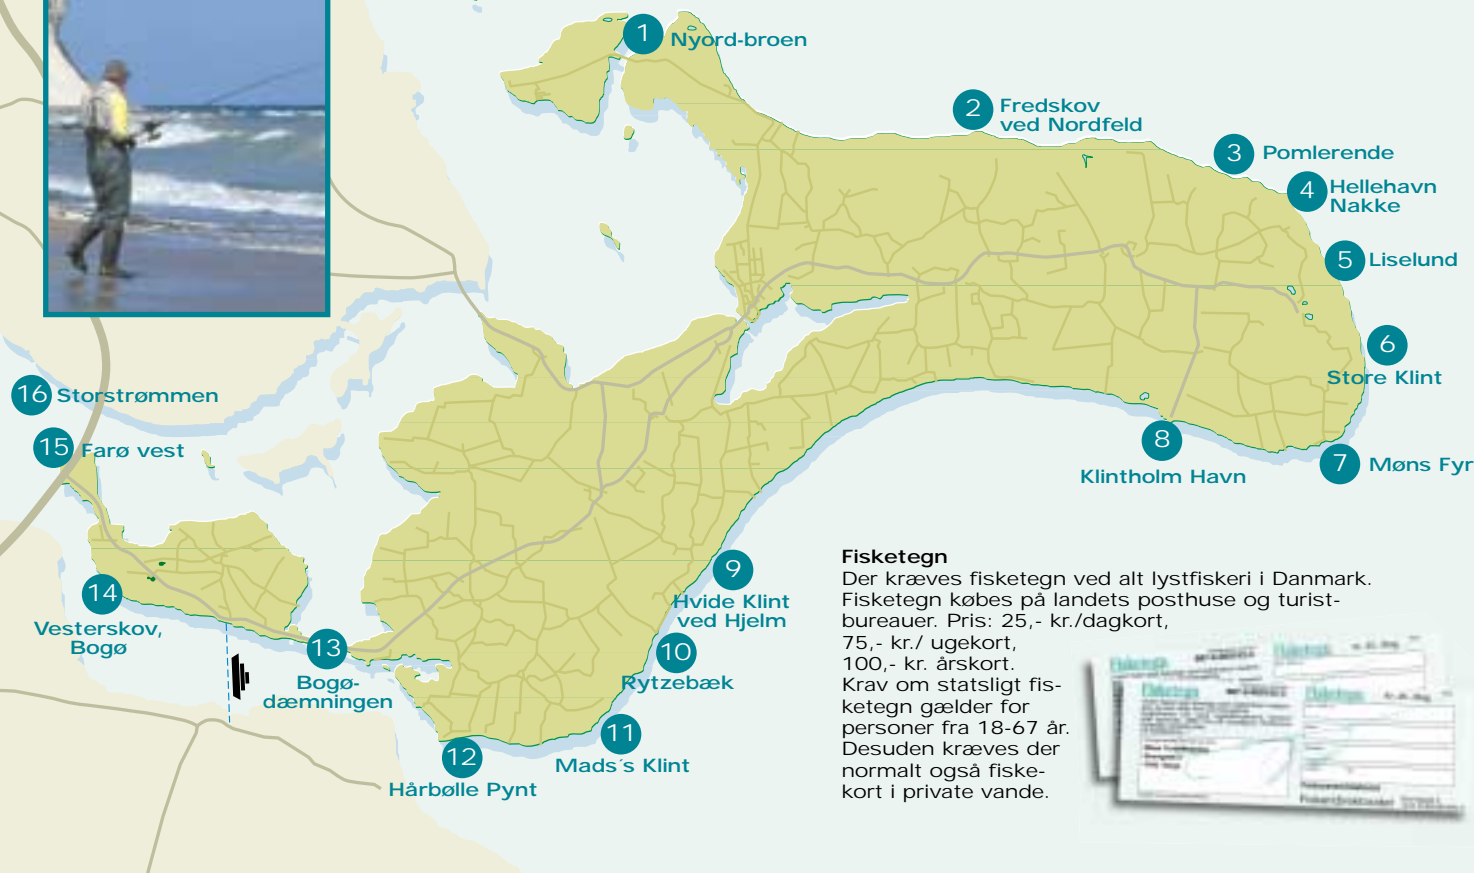 1 Nyord-broen
2 Fredskov
ved Nordfeld
3 Pomlerende
4 Hellehavn
Nakke
5 Liselund
6
Store Klint
7 Møns Fyr
8
Klintholm Havn
9
Hvide Klint
ved Hjelm
10
Rytzebæk
11
Mads´s Klint
12
Hårbølle Pynt
13
Bogø-
dæmningen
14
Vesterskov,
Bogø
15 Farø vest
16 Storstrømmen
Fisketegn
Der kræves fisketegn ved alt lystfiskeri i Danmark.
Fisketegn købes på landets posthuse og turist-
bureauer. Pris: 25,- kr./dagkort,
75,- kr./ ugekort,
100,- kr. årskort.
Krav om statsligt fis-
ketegn gælder for
personer fra 18-67 år.
Desuden kræves der
normalt også fiske-
kort i private vande.
Fisketegn
Fisketegn
Fisketegn
Fisketegn